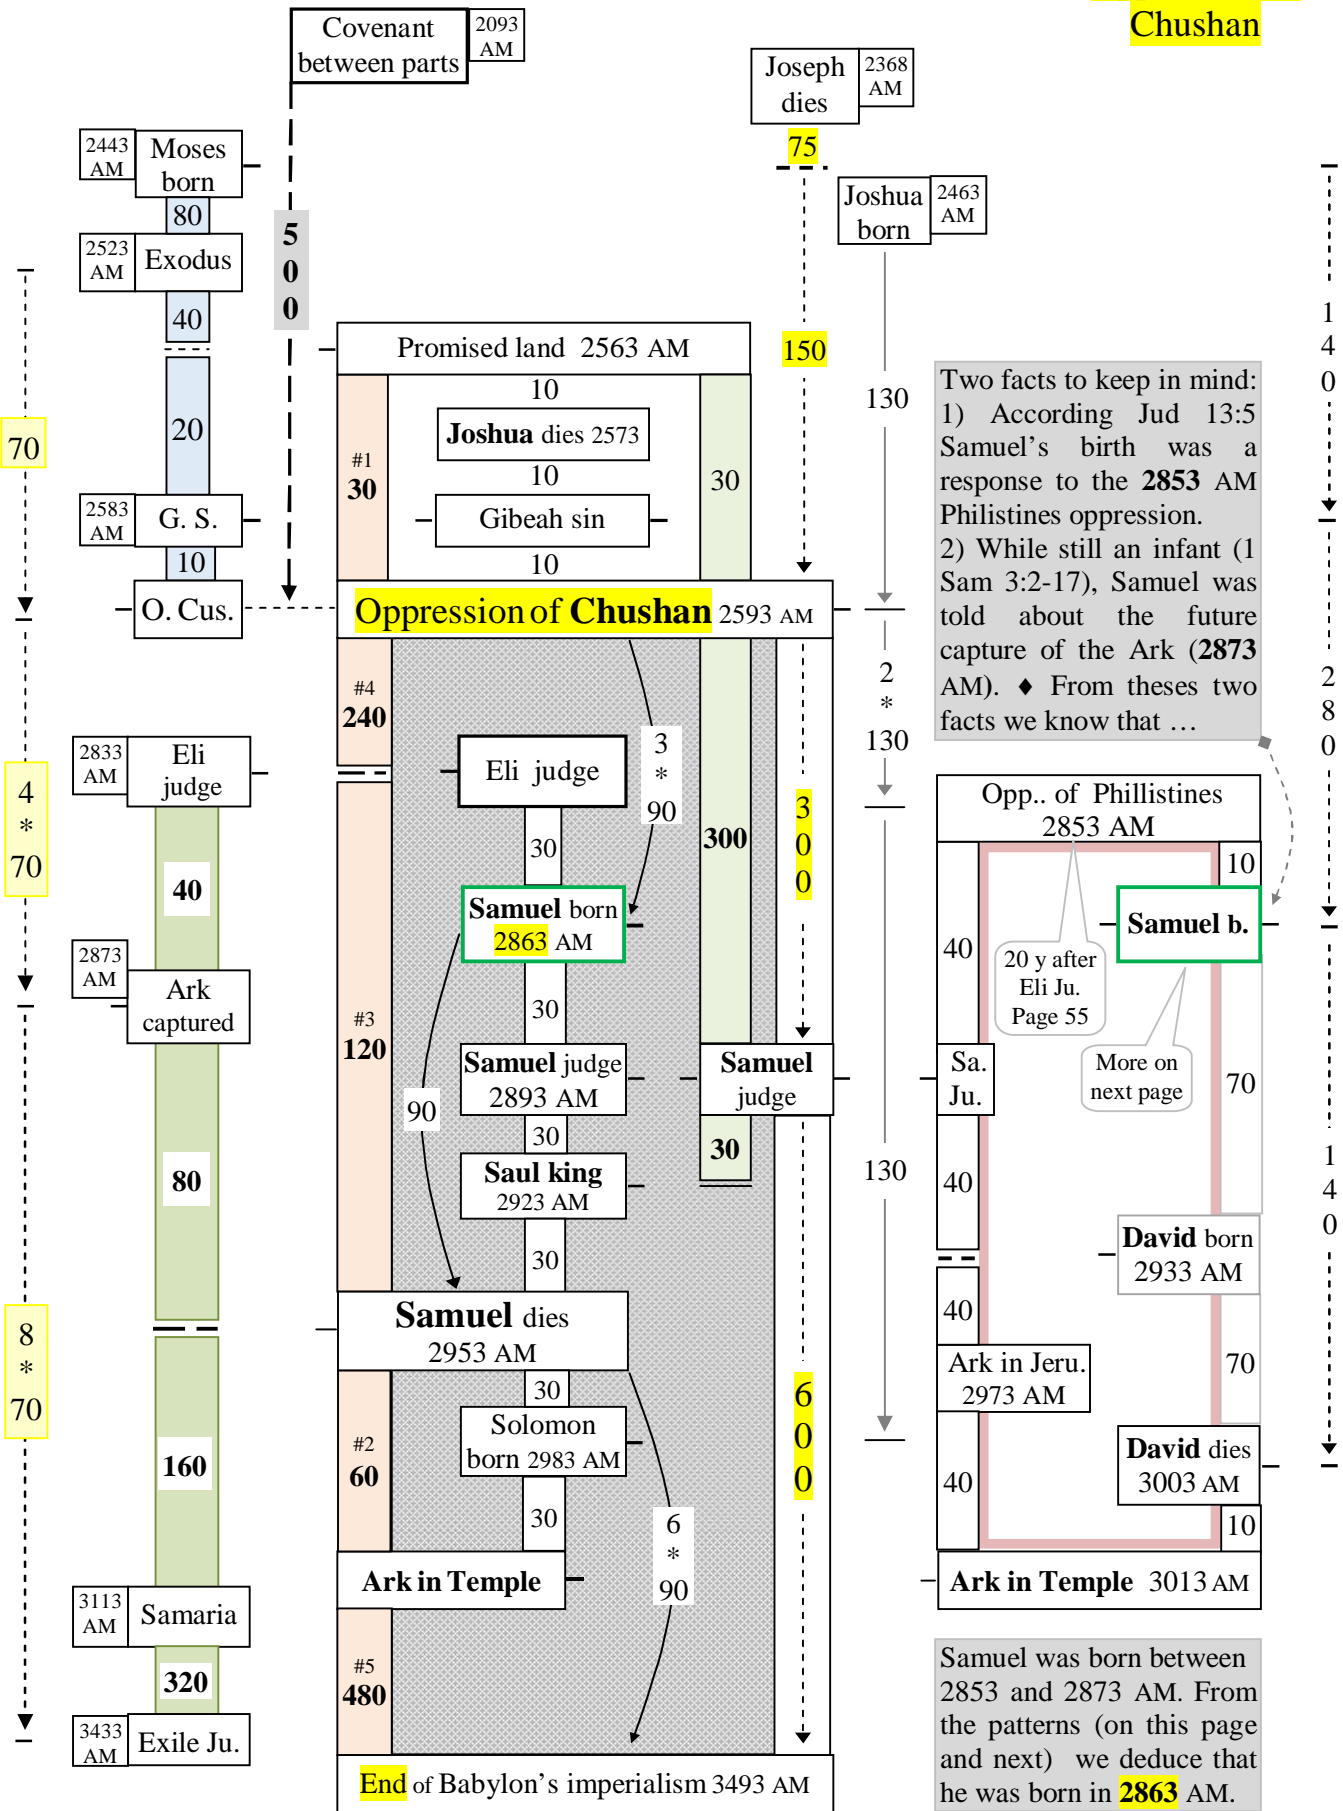 Chushan
Covenant
between parts
2093
AM
Joseph
dies
2368
AM
75
2443
AM
Moses
born
80
Joshua
born
2463
AM
2523
AM
Exodus
5
0
0
40
Promised land 2563 AM
150
1
4
0
10
130
Two facts to keep in mind:
1) According Jud 13:5
Samuel's birth was a
response to the 2853 AM
Philistines oppression.
2) While still an infant (1
Sam 3:2-17), Samuel was
told about the future
capture of the Ark (2873
AM). ♦ From theses two
facts we know that …
70
20
Joshua dies 2573
#1
30
10
30
2583
AM
G. S.
Gibeah sin
10
10
O. Cus.
Oppression of Chushan 2593 AM
#4
240
2
*
130
2
8
0
3
*
90
2833
AM
Eli
judge
Eli judge
4
*
70
Opp.. of Phillistines
2853 AM
3
0
0
300
30
10
40
Samuel born
2863 AM
Samuel b.
40
20 y after
Eli Ju.
Page 55
2873
AM
Ark
captured
30
#3
120
Samuel judge
2893 AM
Samuel
judge
Sa.
Ju.
More on
next page
70
90
30
30
80
Saul king
2923 AM
130
40
1
4
0
30
David born
2933 AM
Samuel dies
2953 AM
40
8
*
70
30
Ark in Jeru.
2973 AM
70
6
0
0
Solomon
born 2983 AM
#2
60
160
David dies
3003 AM
40
30
6
*
90
10
Ark in Temple
Ark in Temple 3013 AM
3113
AM
Samaria
#5
480
320
3433
AM
Exile Ju.
Samuel was born between
2853 and 2873 AM. From
the patterns (on this page
and next) we deduce that
he was born in 2863 AM.
End of Babylon's imperialism 3493 AM